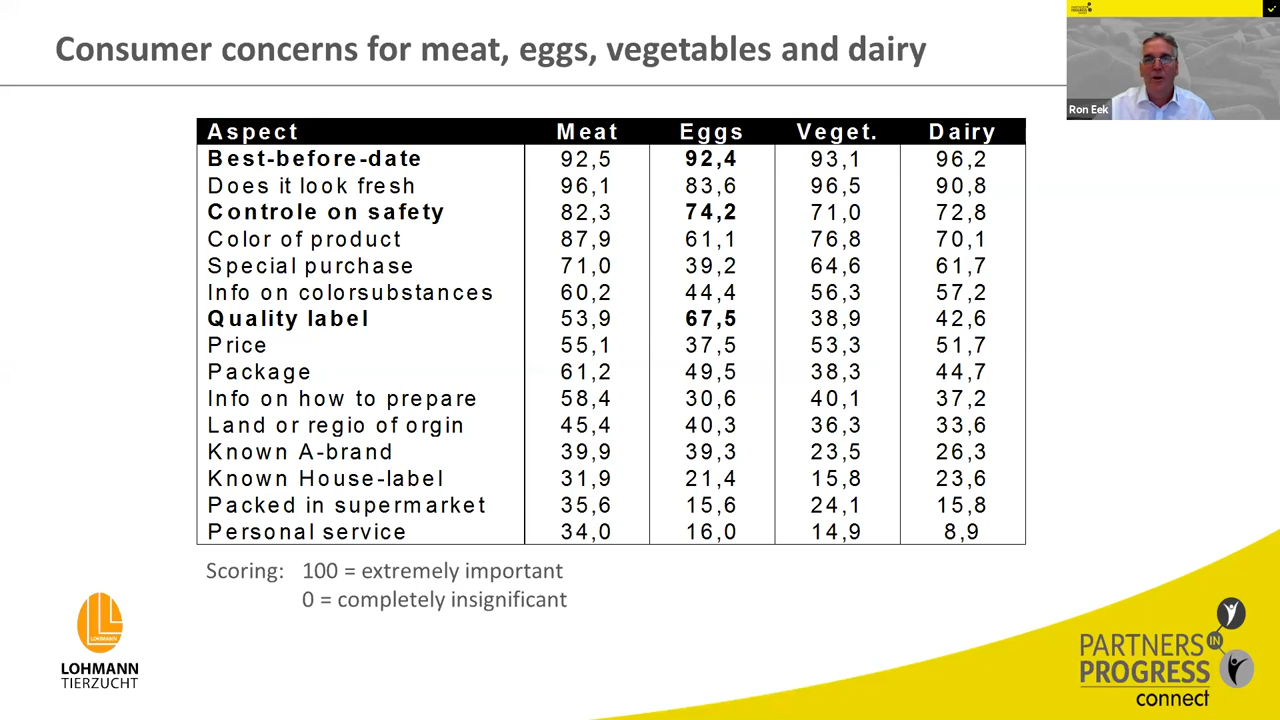 Consumer concerns for meat, eggs, vegetables and dairy
Ron Eek
Aspect Meat Eggs Veget. Dairy
Best-before-date 92,5 92,4 93,1 96,2
Does it look fresh 96,1 83,6 96,5 90,8
Controle on safety 82,3 74,2 71,0 72,8
Color of product 87,9 61,1 76,8 70,1
Special purchase 71,0 39,2 64,6 61,7
Info on colorsubstances 60,2 44,4 56,3 57,2
Quality label 53,9 67,5 38,9 42,6
Price 55,1 37,5 53,3 51,7
Package 61,2 49,5 38,3 44,7
Info on how to prepare 58,4 30,6 40,1 37,2
Land or regio of orgin 45,4 40,3 36,3 33,6
Known A-brand 39,9 39,3 23,5 26,3
Known House-label 31,9 21,4 15,8 23,6
Packed in supermarket 35,6 15,6 24,1 15,8
Personal service 34,0 16,0 14,9 8,9
Scoring: 100 = extremely important
0 = completely insignificant
LOHMANN
LOHMANN
TIERZUCHT
PARTNERS IN
PROGRESS
connect